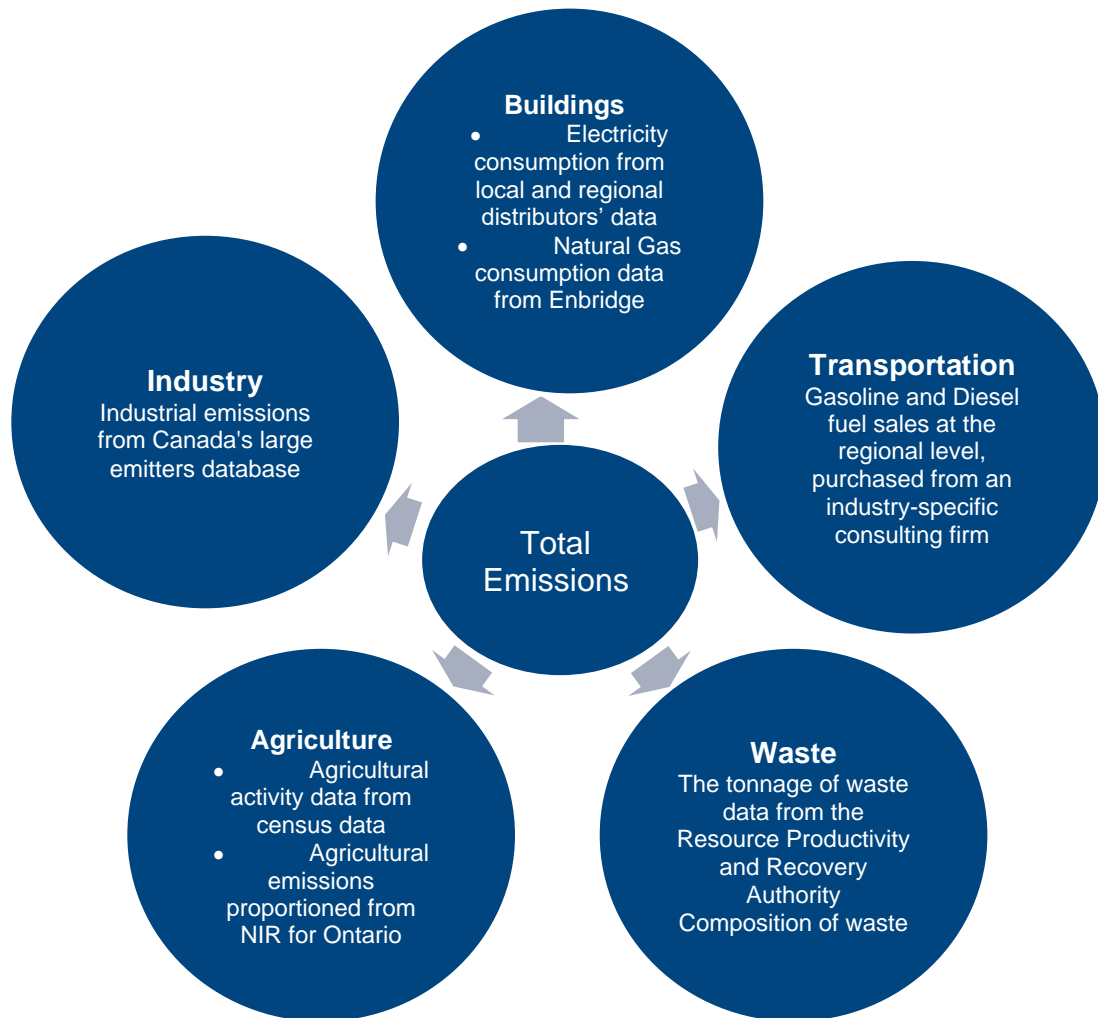 Buildings
• Electricity
consumption from
local and regional
distributors’ data
• Natural Gas
consumption data
from Enbridge
Industry
Industrial emissions
from Canada's large
emitters database
Transportation
Gasoline and Diesel
fuel sales at the
regional level,
purchased from an
industry-specific
consulting firm
Total
Emissions
Agriculture
• Agricultural
activity data from
census data
• Agricultural
emissions
proportioned from
NIR for Ontario
Waste
The tonnage of waste
data from the
Resource Productivity
and Recovery
Authority
Composition of waste